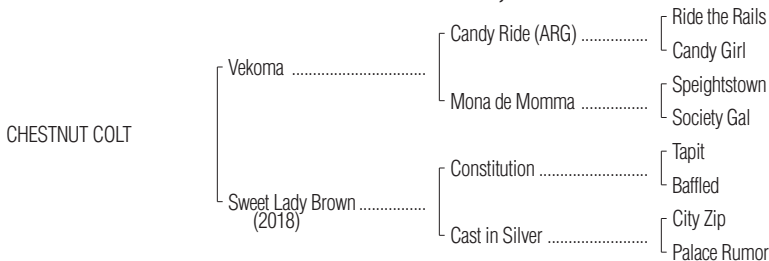 Ride the Rails
Candy Ride (ARG) ................
Candy Girl
Vekoma ................................
Speightstown
Mona de Momma ................
Society Gal
CHESTNUT COLT
Tapit
Constitution ..........................
Baffled
Sweet Lady Brown ................
(2018)
City Zip
Cast in Silver ........................
Palace Rumor